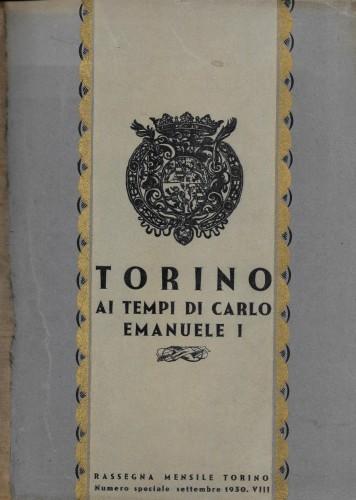 TORINO
AI TEMPI DI CARLO
EMANUELE I
RASSEGNA MENSILE TORINO
Numero speciale settembre 1930. VIII